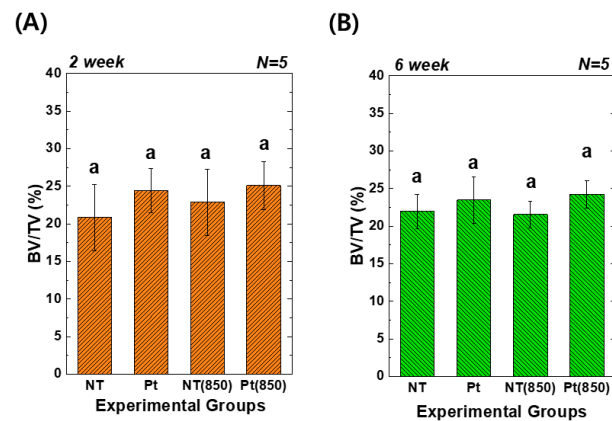 (A)
2 week N=5
40
35
30
25
20
15
10
5
0
BV/TV (%)
a a a a
NT Pt NT(850) Pt(850)
Experimental Groups
(B)
6 week N=5
40
35
30
25
20
15
10
5
0
BV/TV (%)
a a a a
NT Pt NT(850) Pt(850)
Experimental Groups